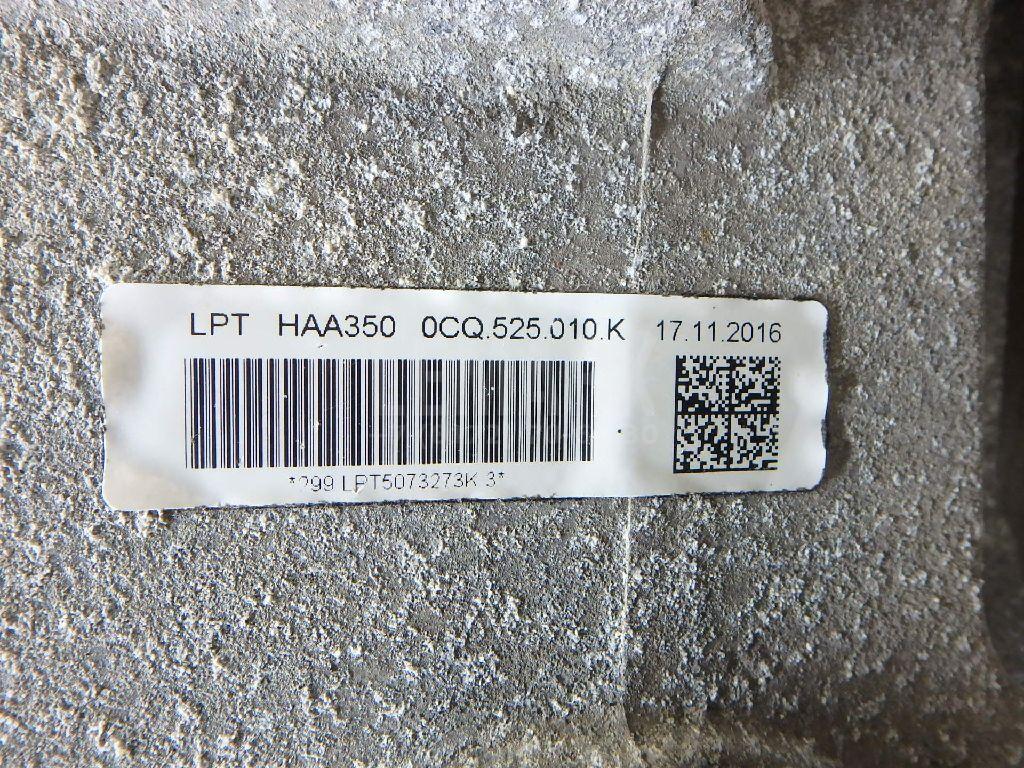 LPT HAA350 0CQ.525.010.K 17.11.2016
*299 LPT5073273K 3*